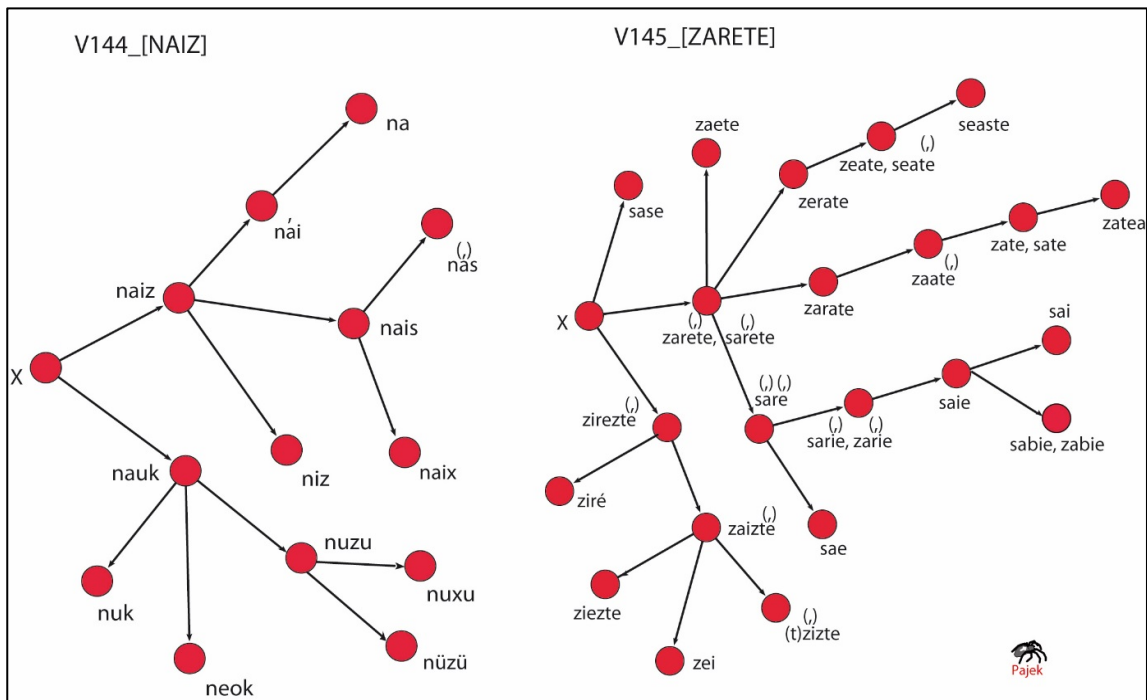 V144_[NAIZ]
na
nái
(,)
nás
naiz
nais
X
niz
naix
nauk
nuzu
nuxu
nuk
nüzü
neok
V145_[ZARETE]
seaste
zaete
(,)
zeate, seate
sase
zerate
zatea
zate, sate
(,)
zaate
zarate
X
(,) (,)
zarete, sarete
sai
(,) (,)
sare
saie
(,)
zirezte
(,) (,)
sarie, zarie
sabie, zabie
ziré
(,)
zaizte
sae
ziezte
(,)
(t)zizte
zei
Pajek